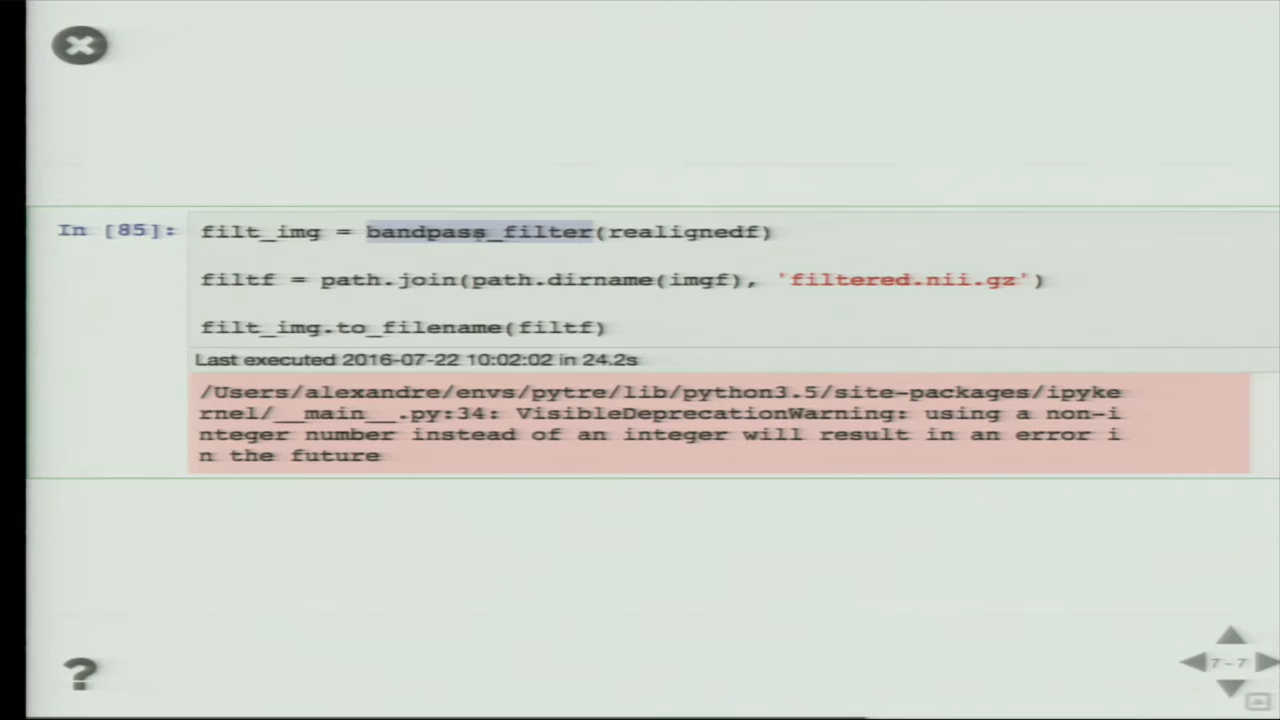 In [85]: filt_img = bandpass_filter(realignedf)
filtf = path.join(path.dirname(imgf), 'filtered.nii.gz')
filt_img.to_filename(filtf)
Last executed 2016-07-22 10:02:02 in 24.2s
/Users/alexandre/envs/pytre/lib/python3.5/site-packages/ipyke
rnel/__main__.py:34: VisibleDeprecationWarning: using a non-i
nteger number instead of an integer will result in an error i
n the future
?
7-7